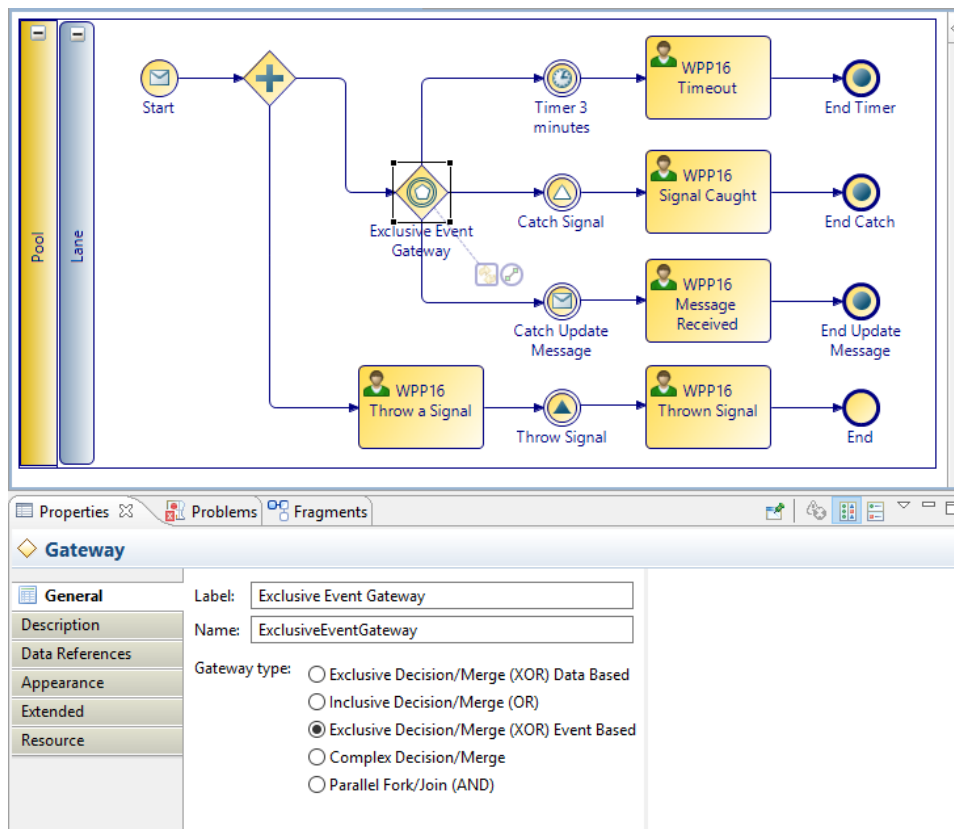 Pool
Lane
Start
Exclusive Event
Gateway
Timer 3
minutes
WPP16
Timeout
End Timer
Catch Signal
WPP16
Signal Caught
End Catch
Catch Update
Message
WPP16
Message
Received
End Update
Message
WPP16
Throw a Signal
Throw Signal
WPP16
Thrown Signal
End
Properties
Problems
Fragments
Gateway
General
Description
Data References
Appearance
Extended
Resource
Label: Exclusive Event Gateway
Name: ExclusiveEventGateway
Gateway type:
Exclusive Decision/Merge (XOR) Data Based
Inclusive Decision/Merge (OR)
Exclusive Decision/Merge (XOR) Event Based
Complex Decision/Merge
Parallel Fork/Join (AND)